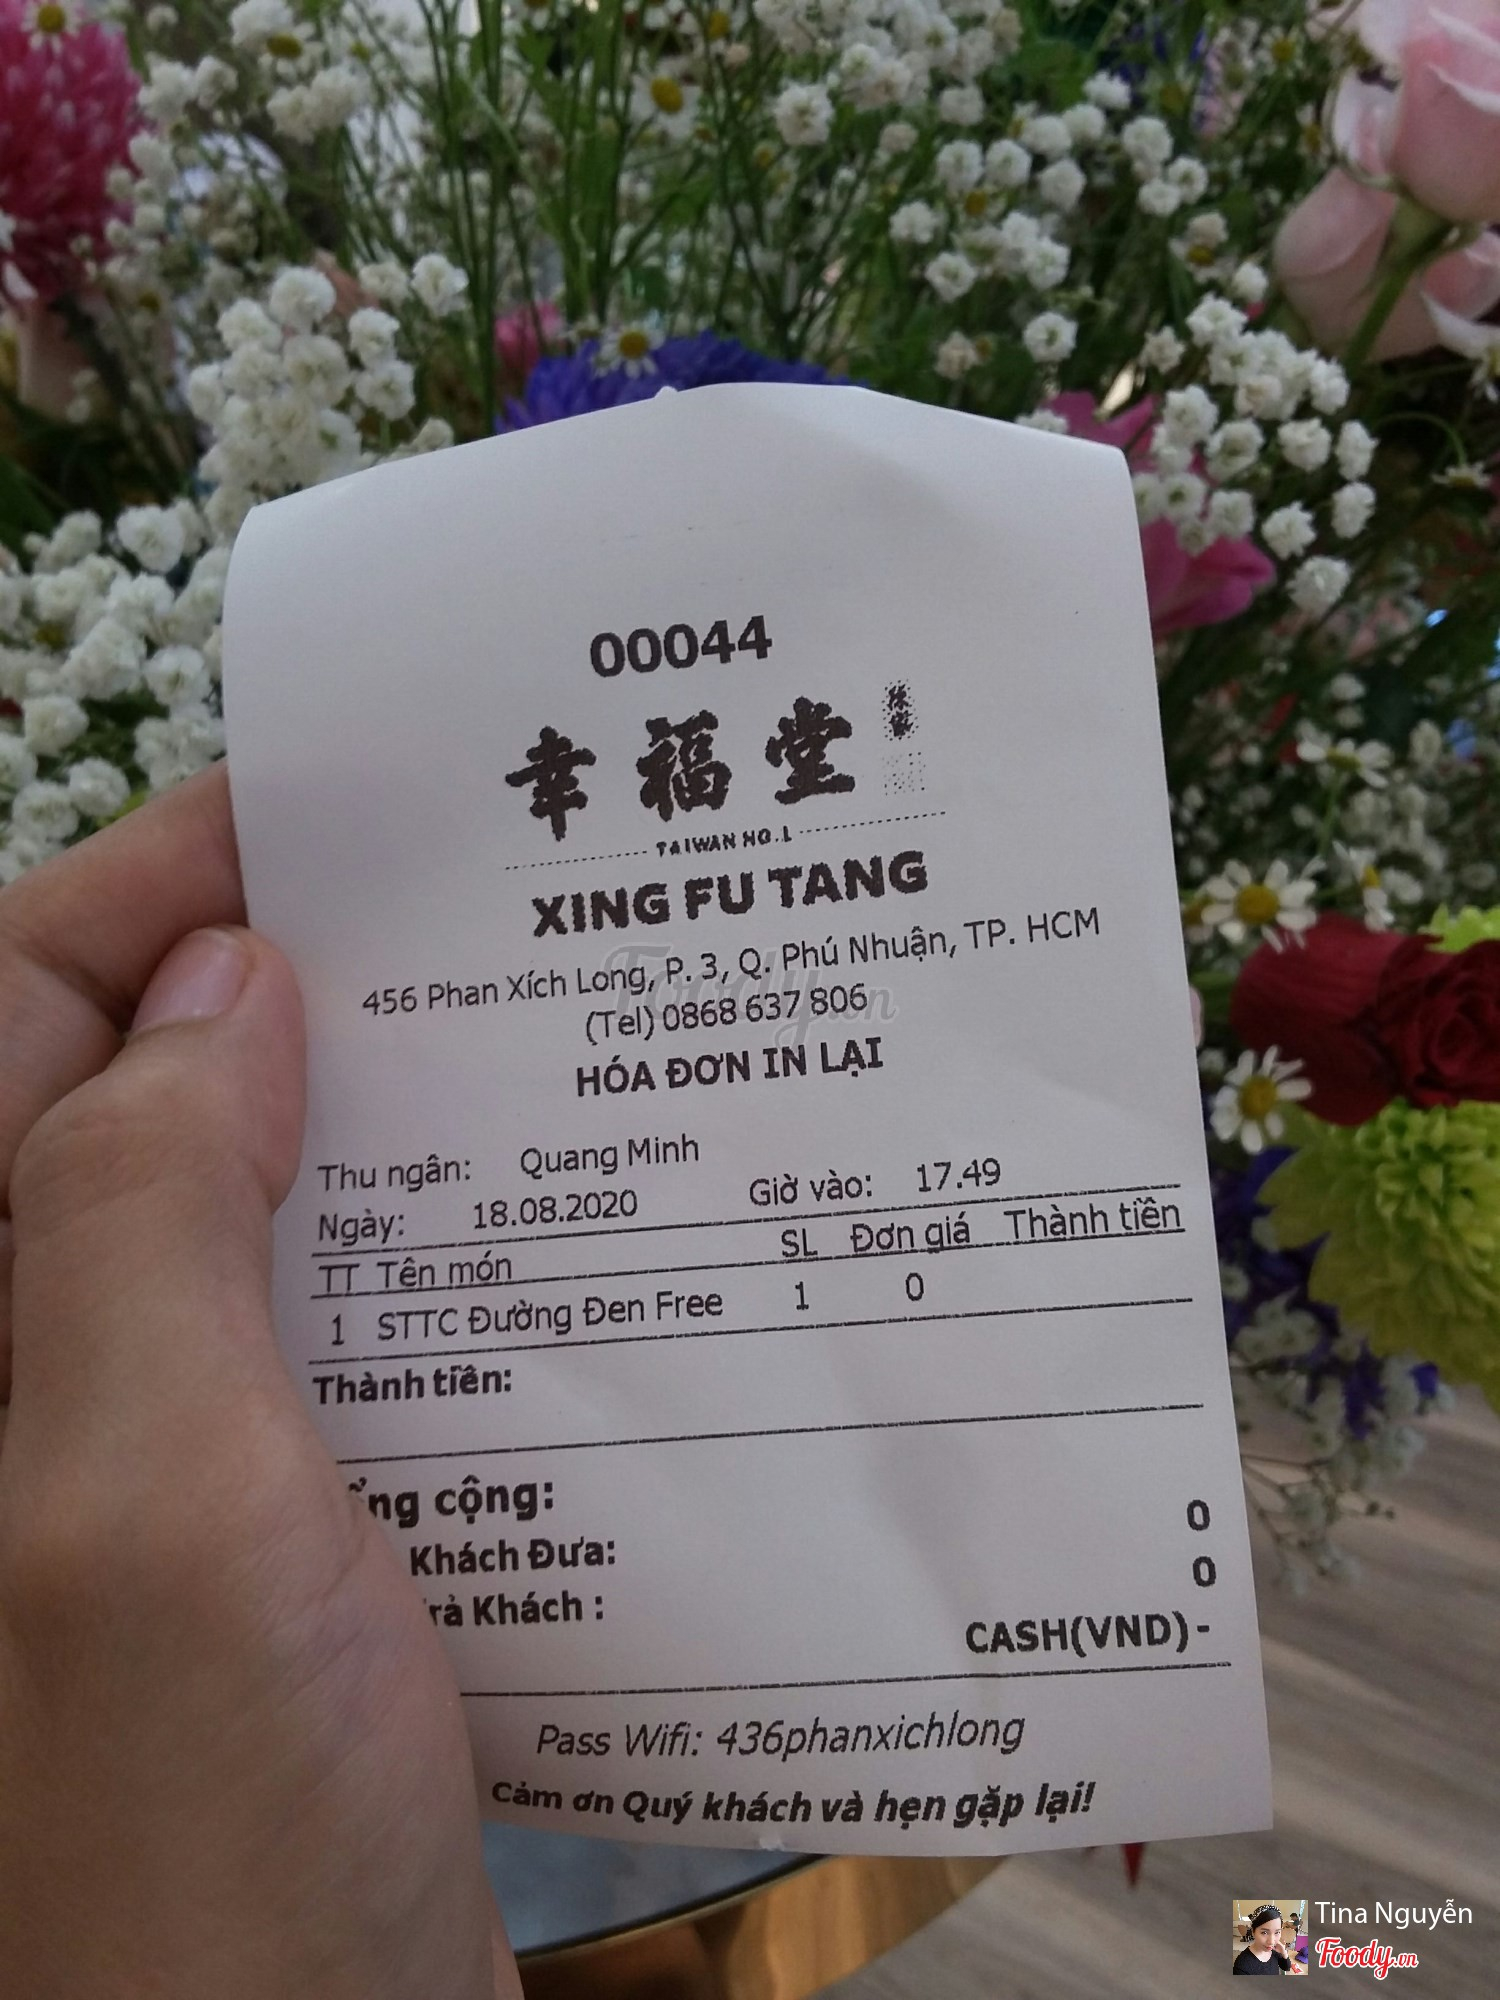 00044
幸福堂
陳家
TAIWAN NO.1
XING FU TANG
456 Phan Xích Long, P. 3, Q. Phú Nhuận, TP. HCM
(Tel) 0868 637 806
HÓA ĐƠN IN LẠI
Thu ngân: Quang Minh
Ngày: 18.08.2020 Giờ vào: 17.49
TT Tên món SL Đơn giá Thành tiền
1 STTC Đường Đen Free 1 0
Thành tiền:
ổng cộng:
Khách Đưa: 0
rả Khách : 0
CASH(VND) -
Pass Wifi: 436phanxichlong
Cảm ơn Quý khách và hẹn gặp lại!
Foody.vn
Tina Nguyễn
Foody.vn